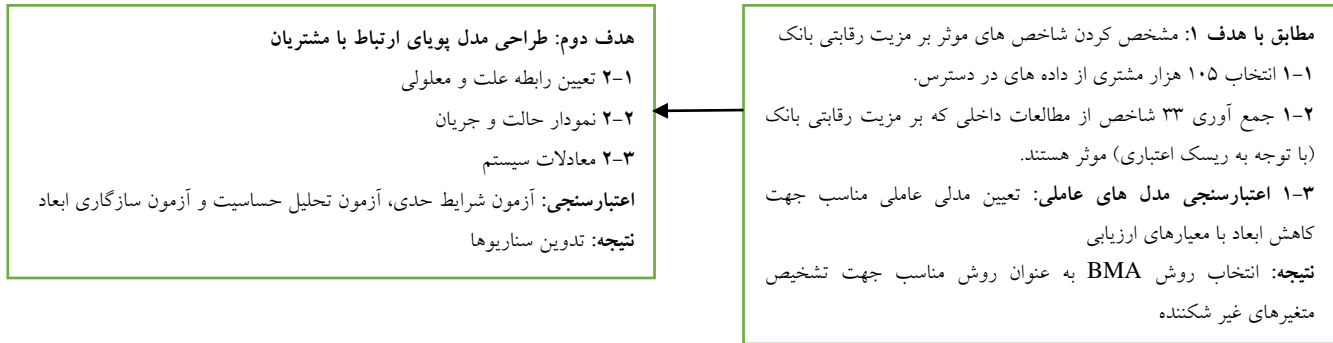 مطابق با هدف ۱: مشخص کردن شاخص های موثر بر مزیت رقابتی بانک
۱-۱ انتخاب ۱۰۵ هزار مشتری از داده های در دسترس.
۱-۲ جمع آوری ۳۳ شاخص از مطالعات داخلی که بر مزیت رقابتی بانک
(با توجه به ریسک اعتباری) موثر هستند.
۱-۳ اعتبارسنجی مدل های عاملی: تعیین مدلی عاملی مناسب جهت
کاهش ابعاد با معیارهای ارزیابی
نتیجه: انتخاب روش BMA به عنوان روش مناسب جهت تشخیص
متغیرهای غیر شکننده
هدف دوم: طراحی مدل پویای ارتباط با مشتریان
۲-۱ تعیین رابطه علت و معلولی
۲-۲ نمودار حالت و جریان
۲-۳ معادلات سیستم
اعتبارسنجی: آزمون شرایط حدی، آزمون تحلیل حساسیت و آزمون سازگاری ابعاد
نتیجه: تدوین سناریوها